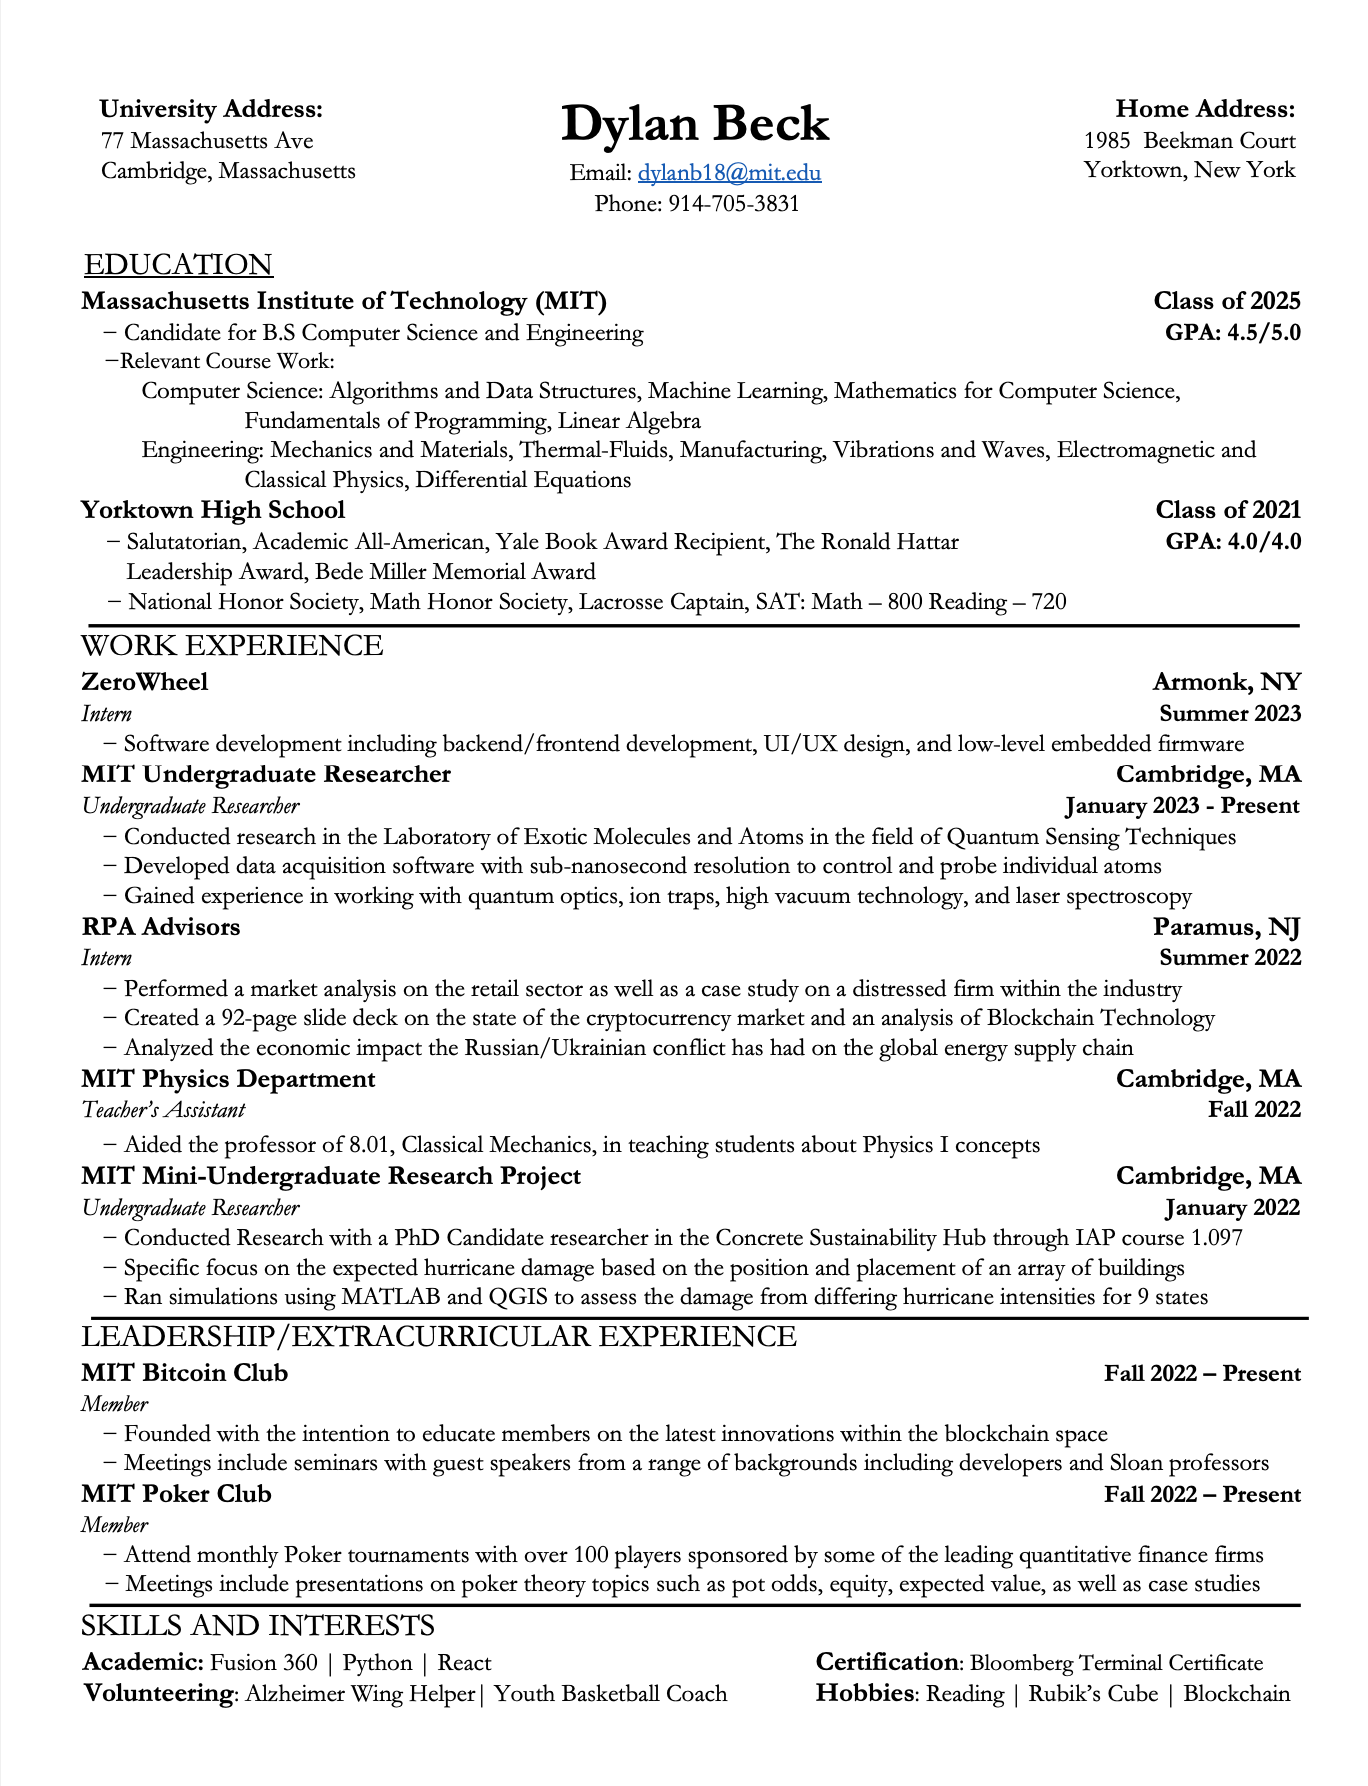 University Address:
77 Massachusetts Ave
Cambridge, Massachusetts
Dylan Beck
Email: dylanb18@mit.edu
Phone: 914-705-3831
Home Address:
1985  Beekman Court
Yorktown, New York
EDUCATION
Massachusetts Institute of Technology (MIT) Class of 2025
− Candidate for B.S Computer Science and Engineering GPA: 4.5/5.0
−Relevant Course Work:
Computer Science: Algorithms and Data Structures, Machine Learning, Mathematics for Computer Science,
Fundamentals of Programming, Linear Algebra
Engineering: Mechanics and Materials, Thermal-Fluids, Manufacturing, Vibrations and Waves, Electromagnetic and
Classical Physics, Differential Equations
Yorktown High School Class of 2021
− Salutatorian, Academic All-American, Yale Book Award Recipient, The Ronald Hattar GPA: 4.0/4.0
Leadership Award, Bede Miller Memorial Award
− National Honor Society, Math Honor Society, Lacrosse Captain, SAT: Math – 800 Reading – 720
WORK EXPERIENCE
ZeroWheel Armonk, NY
Intern Summer 2023
− Software development including backend/frontend development, UI/UX design, and low-level embedded firmware
MIT Undergraduate Researcher Cambridge, MA
Undergraduate Researcher January 2023 - Present
− Conducted research in the Laboratory of Exotic Molecules and Atoms in the field of Quantum Sensing Techniques
− Developed data acquisition software with sub-nanosecond resolution to control and probe individual atoms
− Gained experience in working with quantum optics, ion traps, high vacuum technology, and laser spectroscopy
RPA Advisors Paramus, NJ
Intern Summer 2022
− Performed a market analysis on the retail sector as well as a case study on a distressed firm within the industry
− Created a 92-page slide deck on the state of the cryptocurrency market and an analysis of Blockchain Technology
− Analyzed the economic impact the Russian/Ukrainian conflict has had on the global energy supply chain
MIT Physics Department Cambridge, MA
Teacher's Assistant Fall 2022
− Aided the professor of 8.01, Classical Mechanics, in teaching students about Physics I concepts
MIT Mini-Undergraduate Research Project Cambridge, MA
Undergraduate Researcher January 2022
− Conducted Research with a PhD Candidate researcher in the Concrete Sustainability Hub through IAP course 1.097
− Specific focus on the expected hurricane damage based on the position and placement of an array of buildings
− Ran simulations using MATLAB and QGIS to assess the damage from differing hurricane intensities for 9 states
LEADERSHIP/EXTRACURRICULAR EXPERIENCE
MIT Bitcoin Club Fall 2022 – Present
Member
− Founded with the intention to educate members on the latest innovations within the blockchain space
− Meetings include seminars with guest speakers from a range of backgrounds including developers and Sloan professors
MIT Poker Club Fall 2022 – Present
Member
− Attend monthly Poker tournaments with over 100 players sponsored by some of the leading quantitative finance firms
− Meetings include presentations on poker theory topics such as pot odds, equity, expected value, as well as case studies
SKILLS AND INTERESTS
Academic: Fusion 360 | Python | React Certification: Bloomberg Terminal Certificate
Volunteering: Alzheimer Wing Helper| Youth Basketball Coach Hobbies: Reading | Rubik's Cube | Blockchain